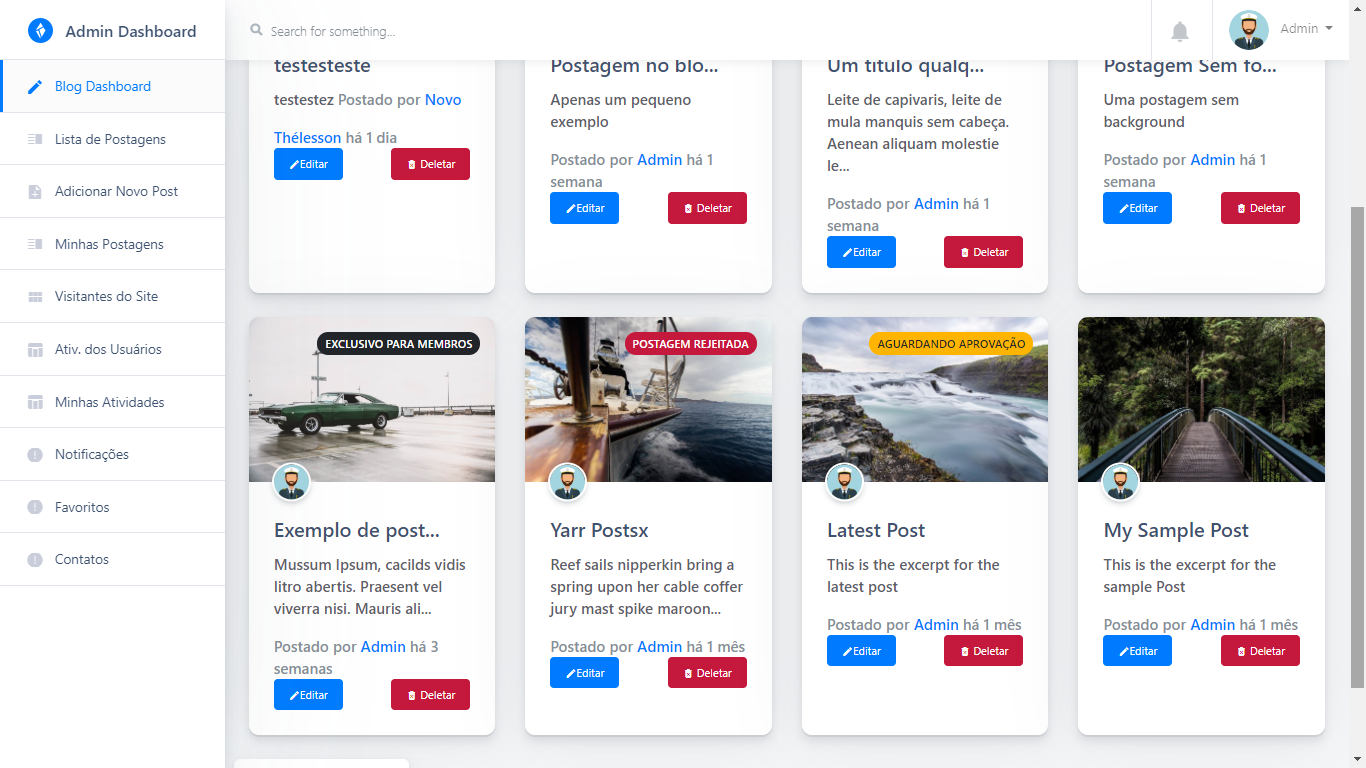 Admin Dashboard
Search for something...
Admin
Blog Dashboard
Lista de Postagens
Adicionar Novo Post
Minhas Postagens
Visitantes do Site
Ativ. dos Usuários
Minhas Atividades
Notificações
Favoritos
Contatos
testesteste
testestez Postado por Novo
Thélesson há 1 dia
Editar
Deletar
Postagem no blo...
Apenas um pequeno
exemplo
Postado por Admin há 1
semana
Editar
Deletar
Um titulo qualq...
Leite de capivaris, leite de
mula manquis sem cabeça.
Aenean aliquam molestie
le...
Postado por Admin há 1
semana
Editar
Deletar
Postagem Sem fo...
Uma postagem sem
background
Postado por Admin há 1
semana
Editar
Deletar
EXCLUSIVO PARA MEMBROS
Exemplo de post...
Mussum Ipsum, cacilds vidis
litro abertis. Praesent vel
viverra nisi. Mauris ali...
Postado por Admin há 3
semanas
Editar
Deletar
POSTAGEM REJEITADA
Yarr Postsx
Reef sails nipperkin bring a
spring upon her cable coffer
jury mast spike maroon...
Postado por Admin há 1 mês
Editar
Deletar
AGUARDANDO APROVAÇÃO
Latest Post
This is the excerpt for the
latest post
Postado por Admin há 1 mês
Editar
Deletar
My Sample Post
This is the excerpt for the
sample Post
Postado por Admin há 1 mês
Editar
Deletar